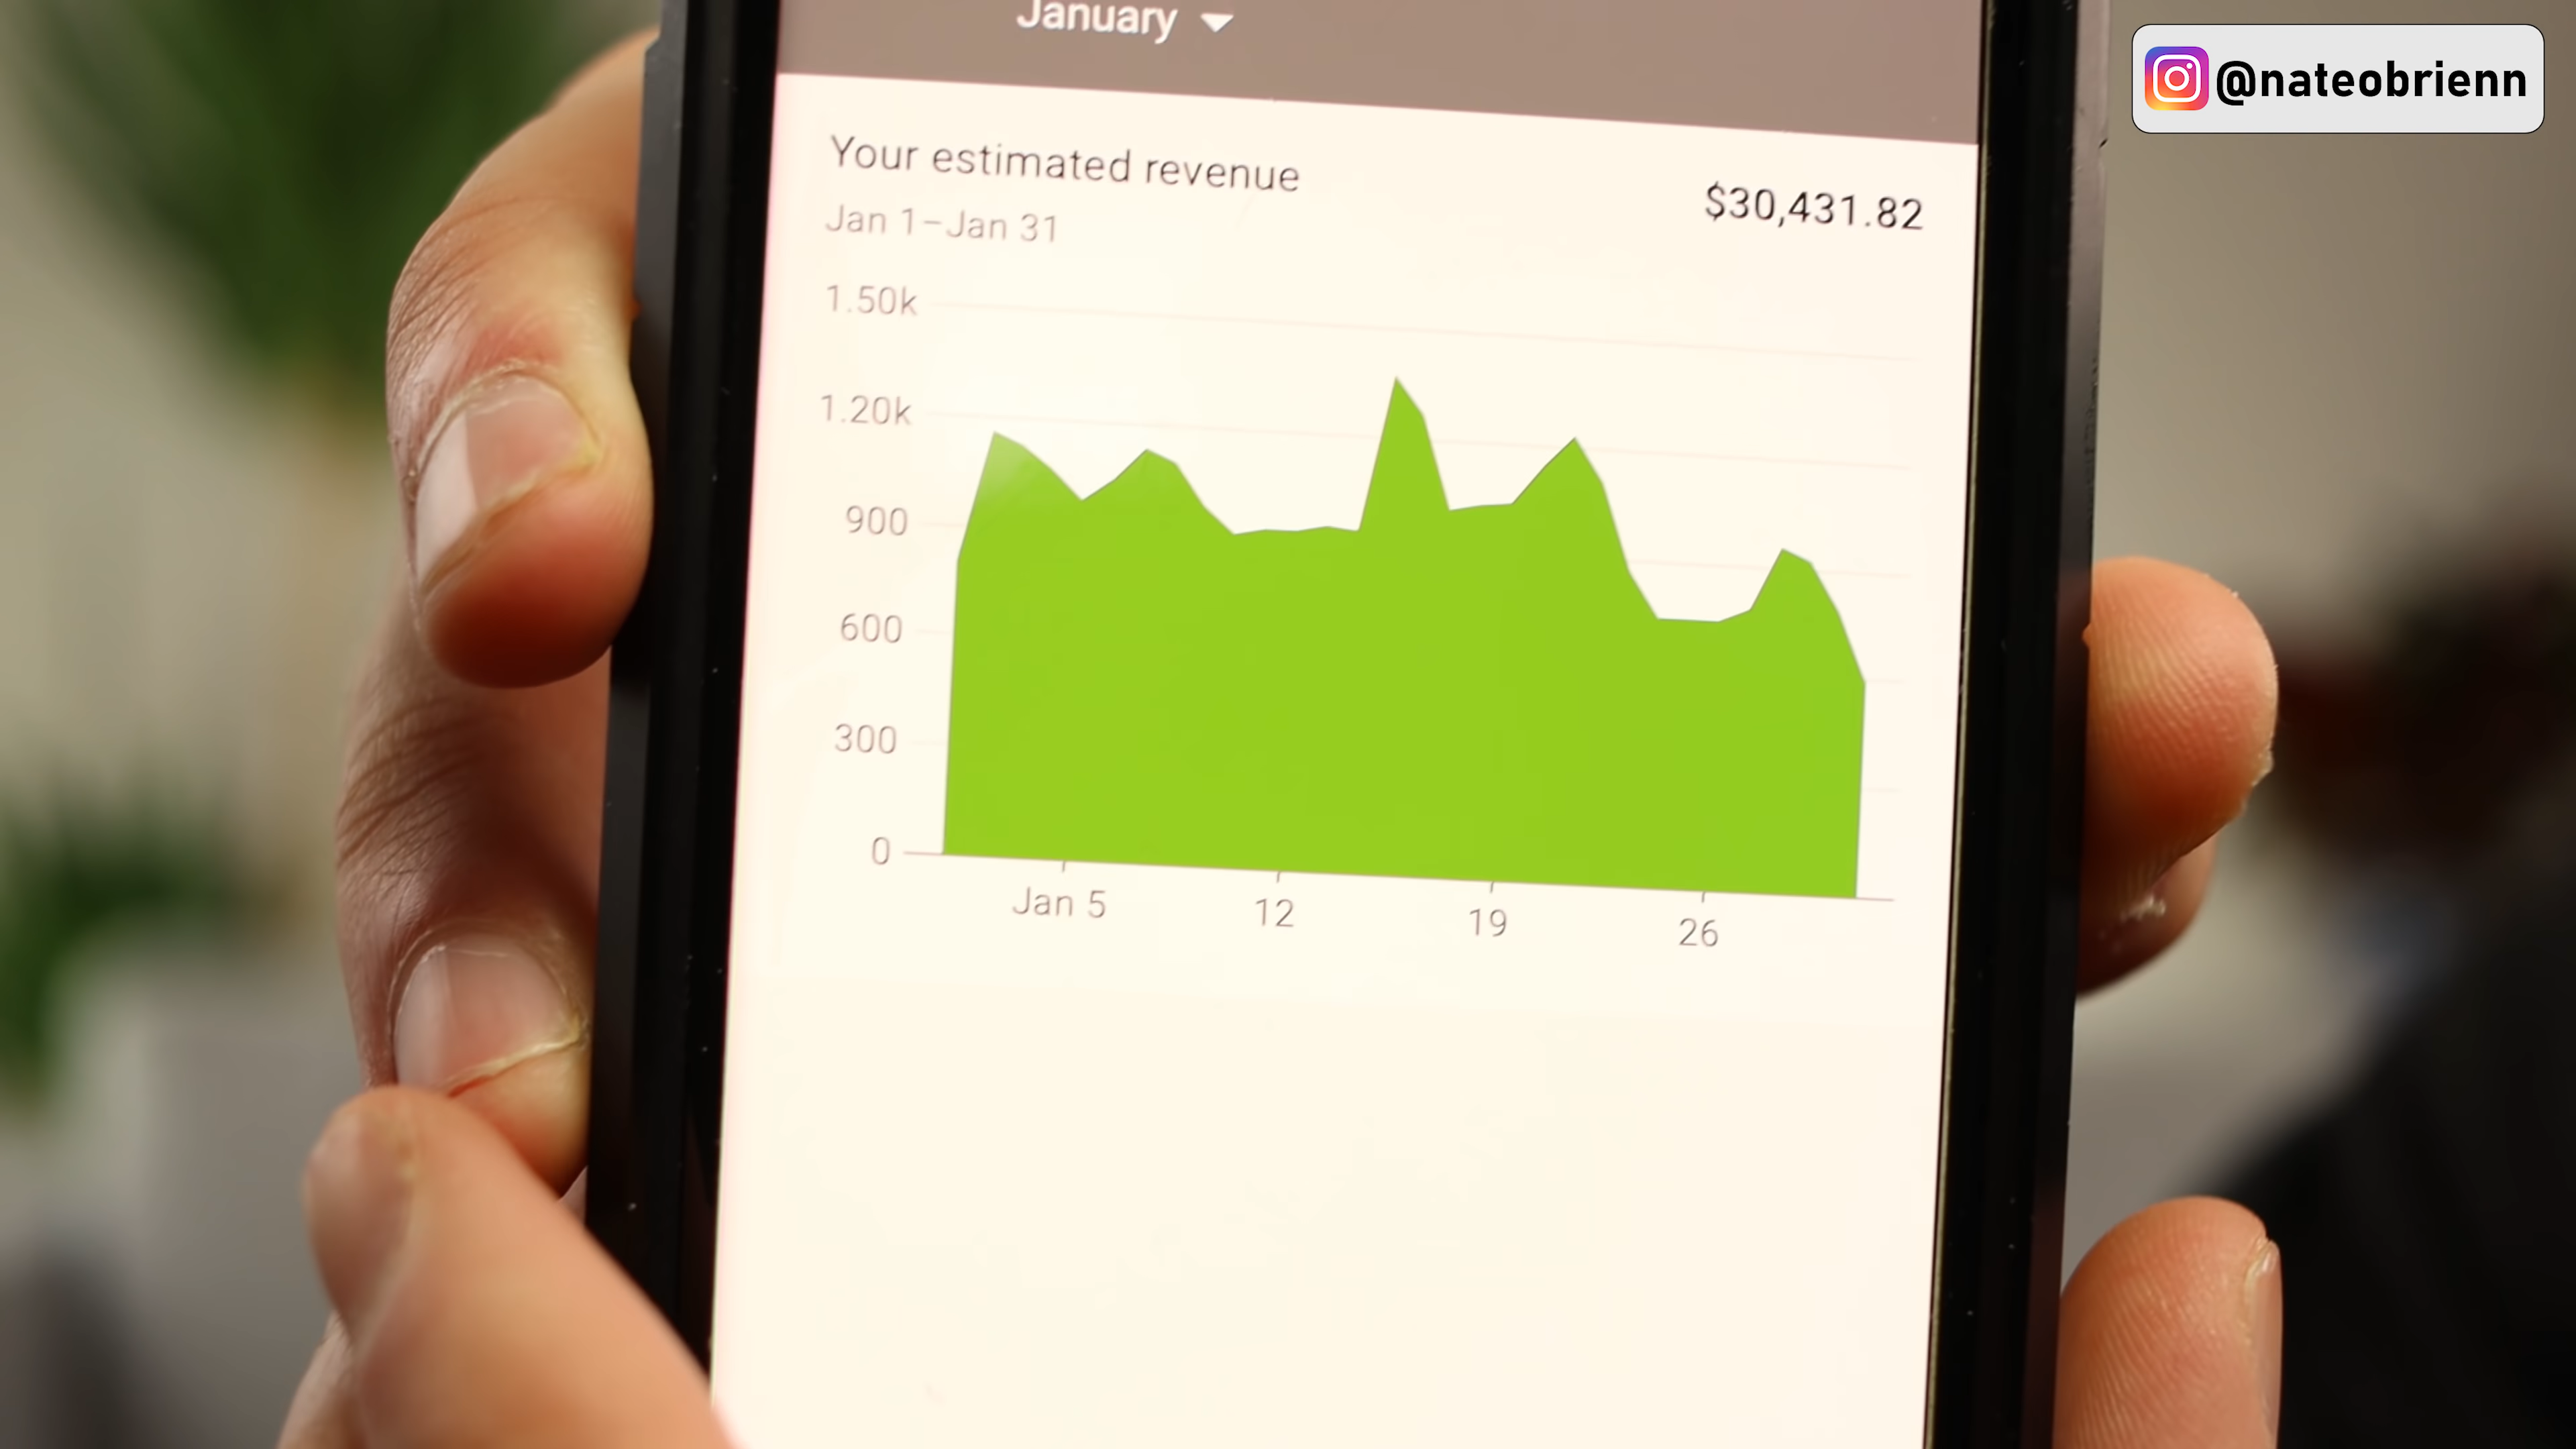 January
@nateobrienn
Your estimated revenue
$30,431.82
Jan 1–Jan 31
1.50k
1.20k
900
600
300
0
Jan 5
12
19
26